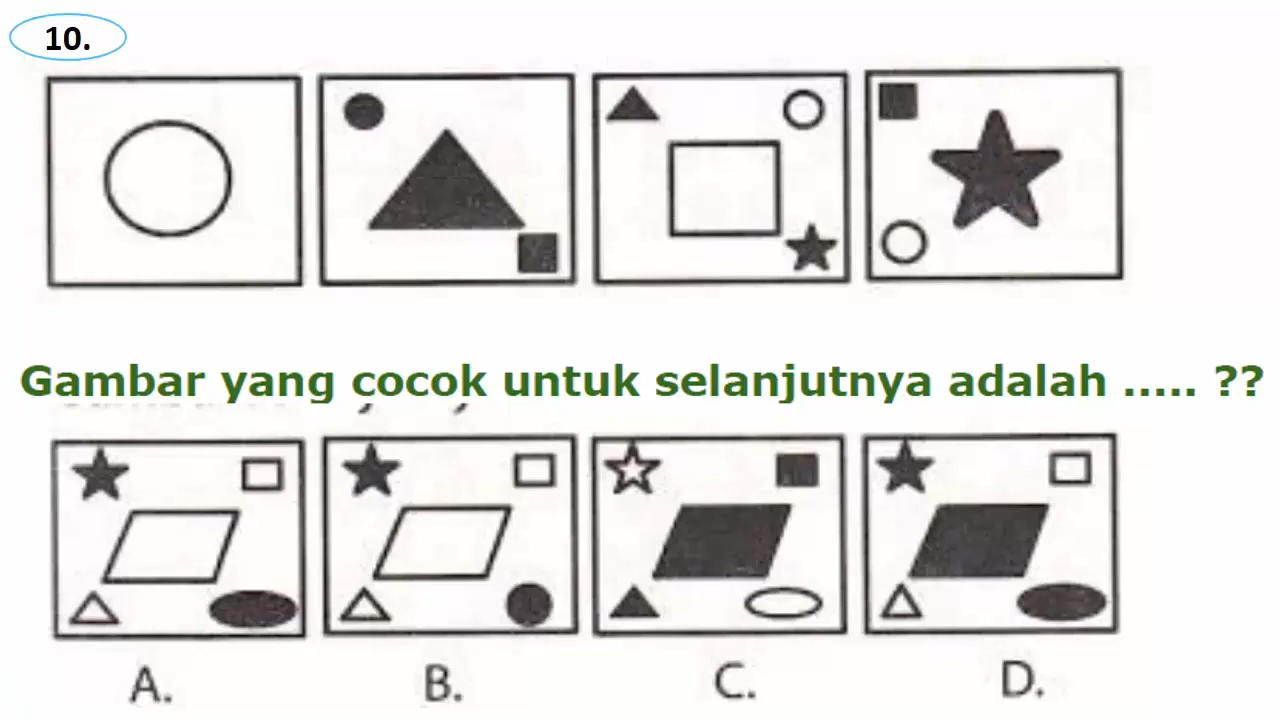 10.
Gambar yang cocok untuk selanjutnya adalah ..... ??
A. B. C. D.